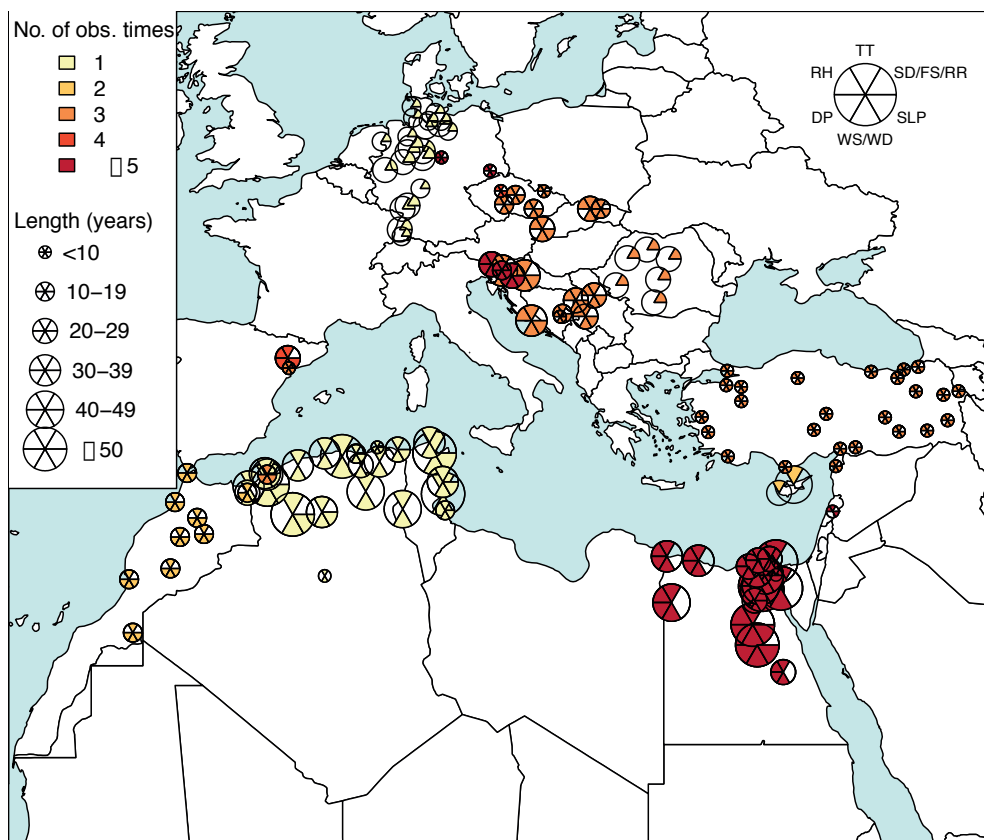 No. of obs. times
1
2
3
4
▯5
Length (years)
<10
10−19
20−29
30−39
40−49
▯50
TT
RH
SD/FS/RR
DP
SLP
WS/WD